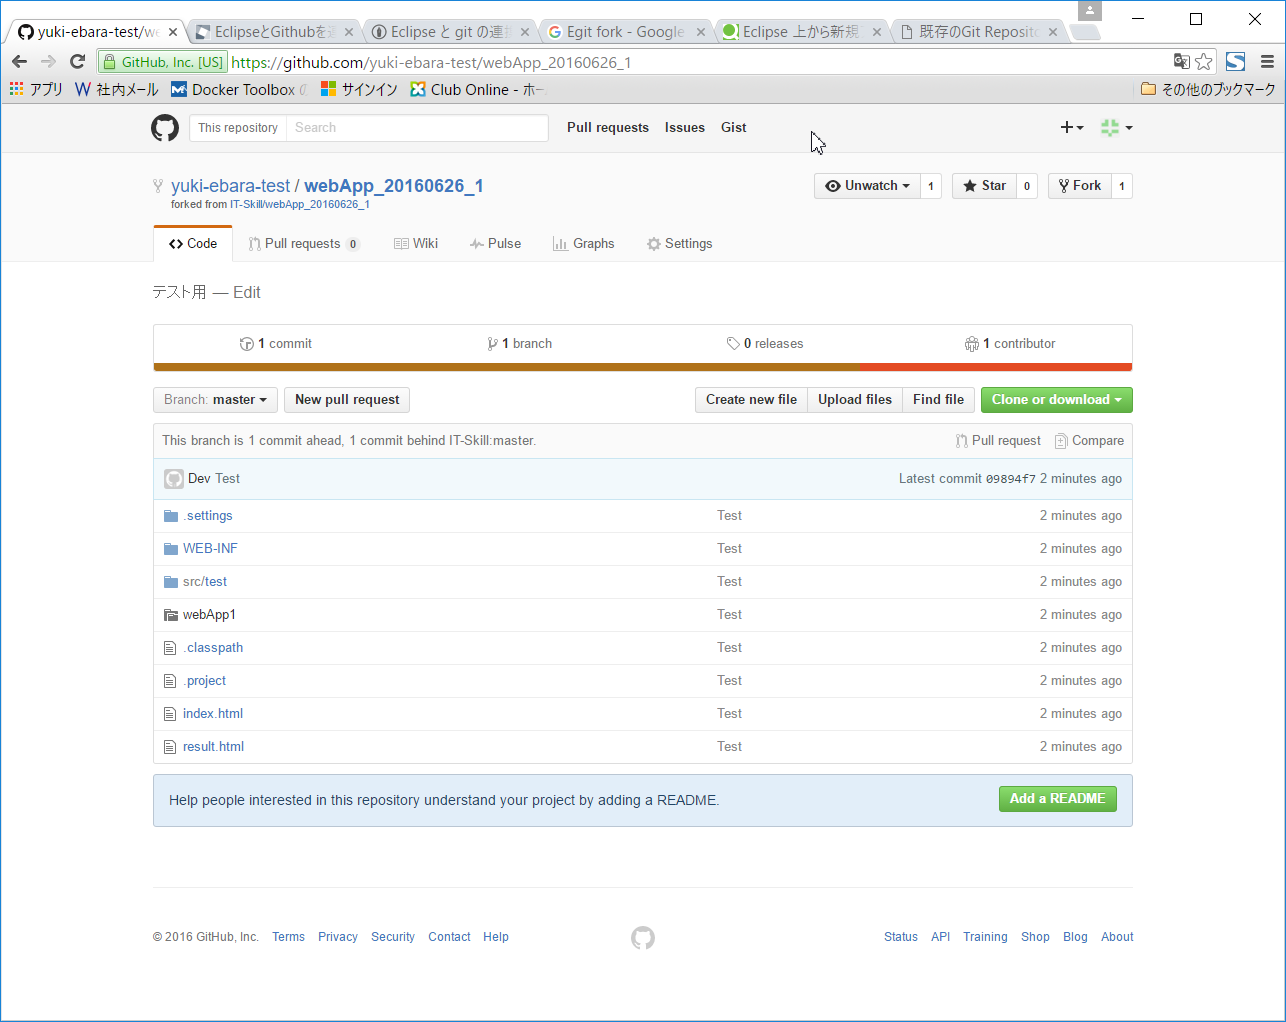 yuki-ebara-test/we
EclipseとGithubを連
Eclipse と git の連携
Egit fork - Google
Eclipse 上から新規
既存のGit Reposito
GitHub, Inc. [US] https://github.com/yuki-ebara-test/webApp_20160626_1
アプリ 社内メール Docker Toolbox サインイン Club Online - ホー その他のブックマーク
This repository Search Pull requests Issues Gist
yuki-ebara-test / webApp_20160626_1
Unwatch 1 Star 0 Fork 1
forked from IT-Skill/webApp_20160626_1
Code Pull requests 0 Wiki Pulse Graphs Settings
テスト用 — Edit
1 commit 1 branch 0 releases 1 contributor
Branch: master New pull request Create new file Upload files Find file Clone or download
This branch is 1 commit ahead, 1 commit behind IT-Skill:master. Pull request Compare
Dev Test Latest commit 09894f7 2 minutes ago
.settings Test 2 minutes ago
WEB-INF Test 2 minutes ago
src/test Test 2 minutes ago
webApp1 Test 2 minutes ago
.classpath Test 2 minutes ago
.project Test 2 minutes ago
index.html Test 2 minutes ago
result.html Test 2 minutes ago
Help people interested in this repository understand your project by adding a README. Add a README
© 2016 GitHub, Inc. Terms Privacy Security Contact Help Status API Training Shop Blog About